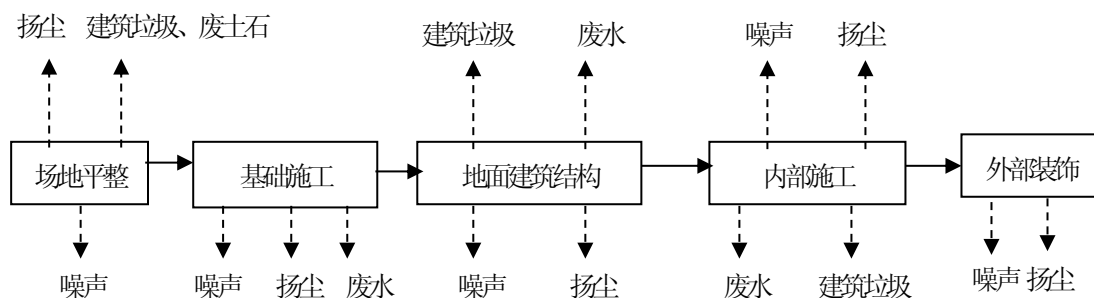 扬尘 建筑垃圾、废土石 建筑垃圾 废水 噪声 扬尘
场地平整 基础施工 地面建筑结构 内部施工 外部装饰
噪声 噪声 扬尘 废水 噪声 扬尘 废水 建筑垃圾 噪声 扬尘